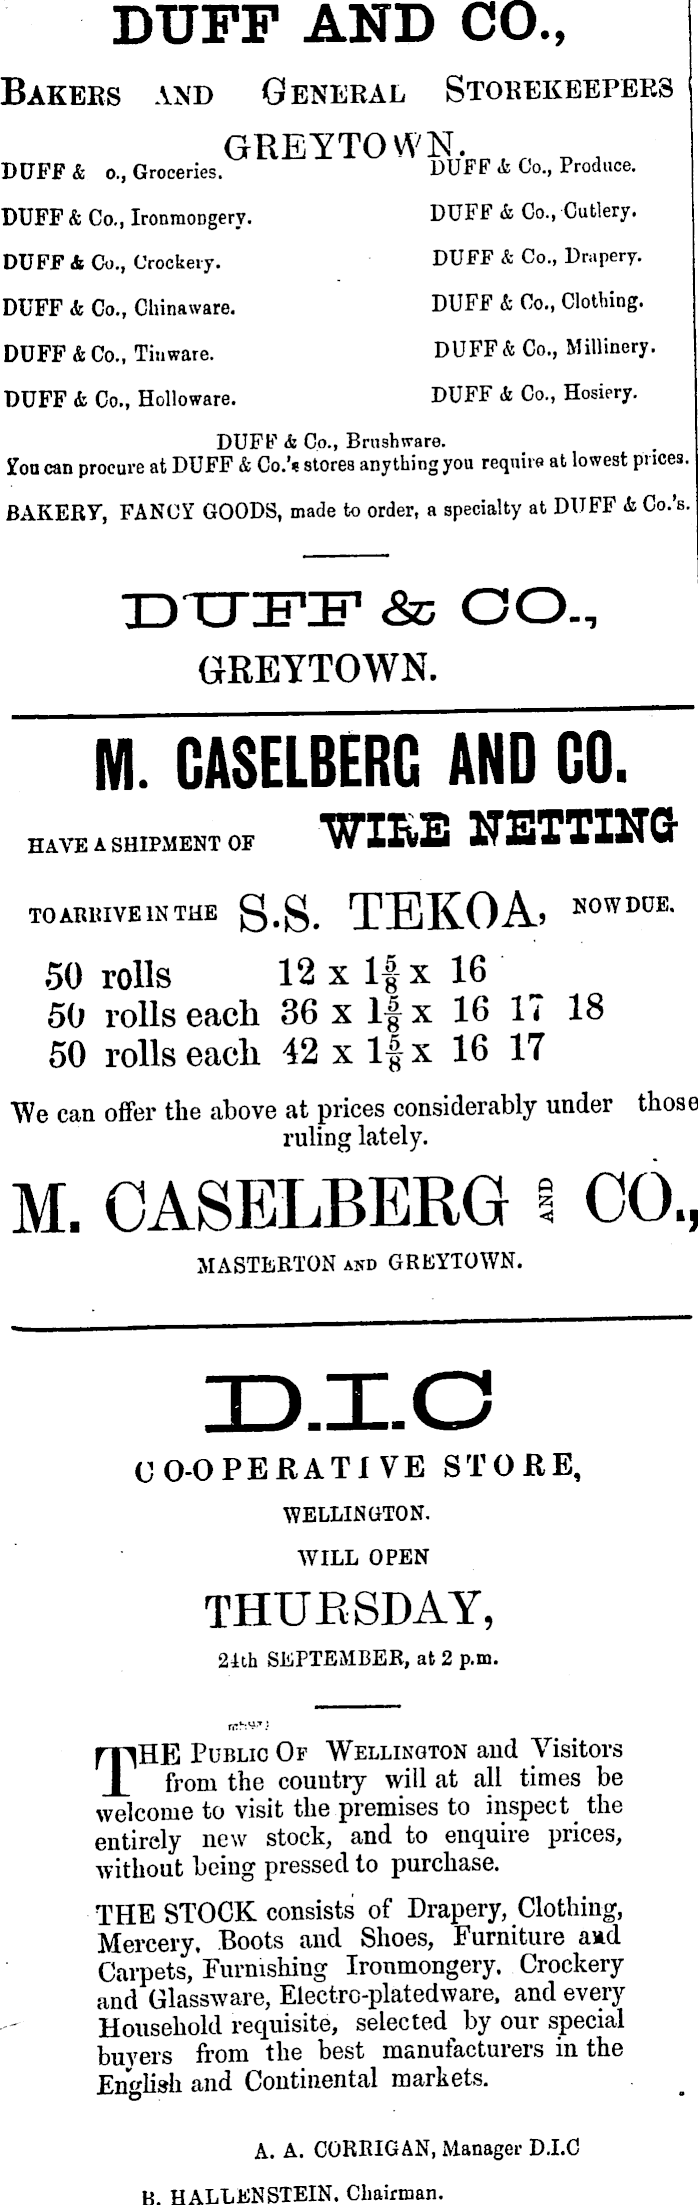 DUFF AND CO.,
BAKERS AND GENERAL STOREKEEPERS
GREYTOWN.
DUFF & o., Groceries. DUFF & Co., Produce.
DUFF & Co., Ironmongery. DUFF & Co., Cutlery.
DUFF & Co., Crockery. DUFF & Co., Drapery.
DUFF & Co., Chinaware. DUFF & Co., Clothing.
DUFF & Co., Tinware. DUFF & Co., Millinery.
DUFF & Co., Holloware. DUFF & Co., Hosiery.
DUFF & Co., Brushware.
You can procure at DUFF & Co.'s stores anything you require at lowest prices.
BAKERY, FANCY GOODS, made to order, a specialty at DUFF & Co.'s.
DUFF & CO.,
GREYTOWN.
M. CASELBERG AND CO.
HAVE A SHIPMENT OF WIRE NETTING
TO ARRIVE IN THE S.S. TEKOA, NOW DUE.
50 rolls 12 x 1⅝ x 16
50 rolls each 36 x 1⅝ x 16 17 18
50 rolls each 42 x 1⅝ x 16 17
We can offer the above at prices considerably under those
ruling lately.
M. CASELBERG AND CO.,
MASTERTON AND GREYTOWN.
D.I.C
CO-OPERATIVE STORE,
WELLINGTON.
WILL OPEN
THURSDAY,
24th SEPTEMBER, at 2 p.m.
THE PUBLIC OF WELLINGTON and Visitors
from the country will at all times be
welcome to visit the premises to inspect the
entirely new stock, and to enquire prices,
without being pressed to purchase.
THE STOCK consists of Drapery, Clothing,
Mercery, Boots and Shoes, Furniture and
Carpets, Furnishing Ironmongery, Crockery
and Glassware, Electro-platedware, and every
Household requisite, selected by our special
buyers from the best manufacturers in the
English and Continental markets.
A. A. CORRIGAN, Manager D.I.C
B. HALLENSTEIN, Chairman.